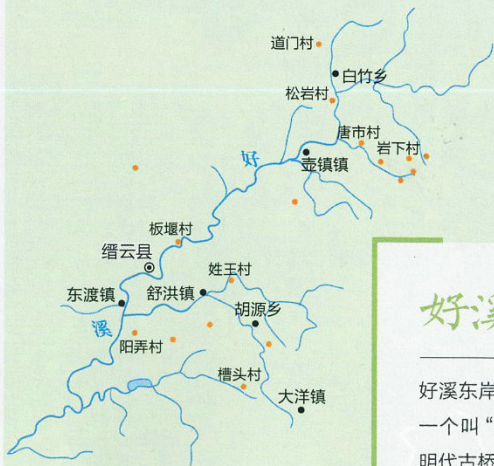 道门村
白竹乡
松岩村
唐市村
岩下村
好
壶镇镇
板堰村
缙云县
姓王村
东渡镇
舒洪镇
胡源乡
溪
阳弄村
槽头村
大洋镇
好溪
好溪东岸
一个叫“
明代古桥